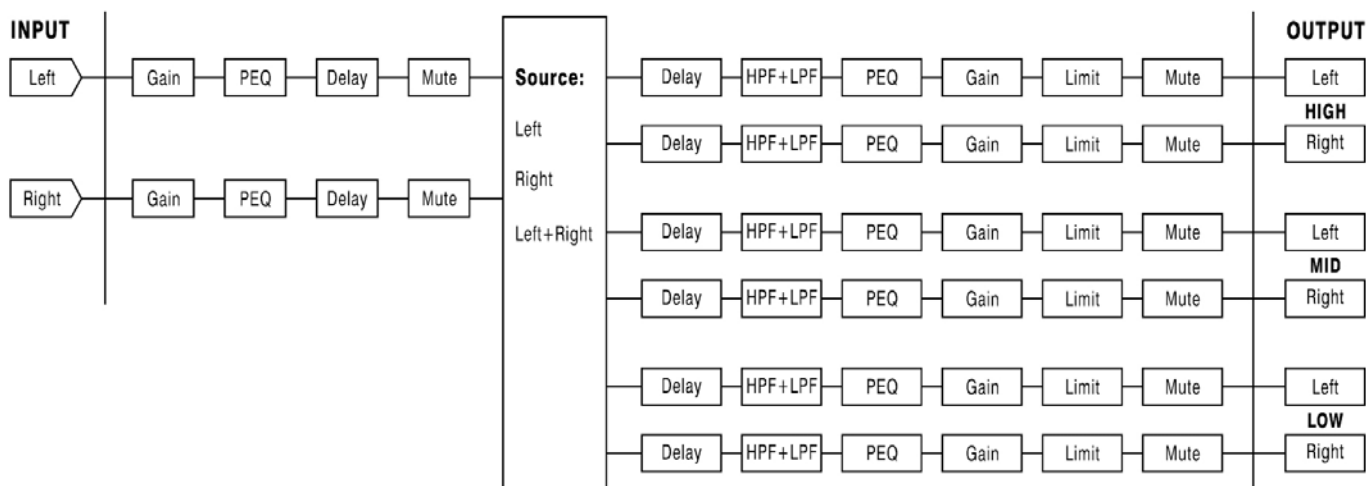 INPUT OUTPUT
Left Gain PEQ Delay Mute Source: Delay HPF+LPF PEQ Gain Limit Mute Left
HIGH
Left Delay HPF+LPF PEQ Gain Limit Mute Right
Right Gain PEQ Delay Mute Right
Left+Right Delay HPF+LPF PEQ Gain Limit Mute Left
MID
Delay HPF+LPF PEQ Gain Limit Mute Right
Delay HPF+LPF PEQ Gain Limit Mute Left
LOW
Delay HPF+LPF PEQ Gain Limit Mute Right